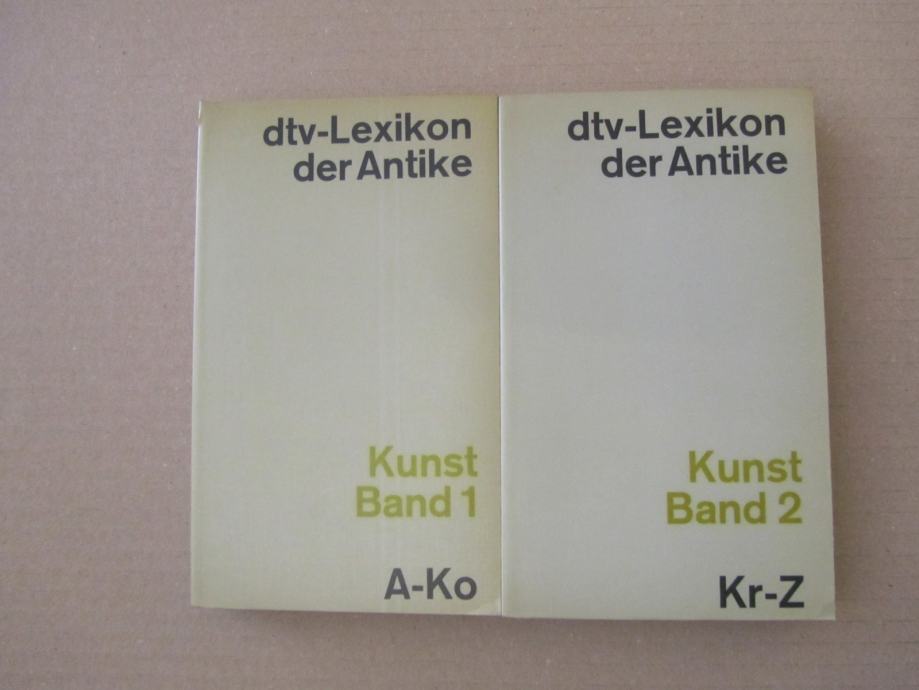 dtv-Lexikon
der Antike
Kunst
Band 1
A-Ko
dtv-Lexikon
der Antike
Kunst
Band 2
Kr-Z